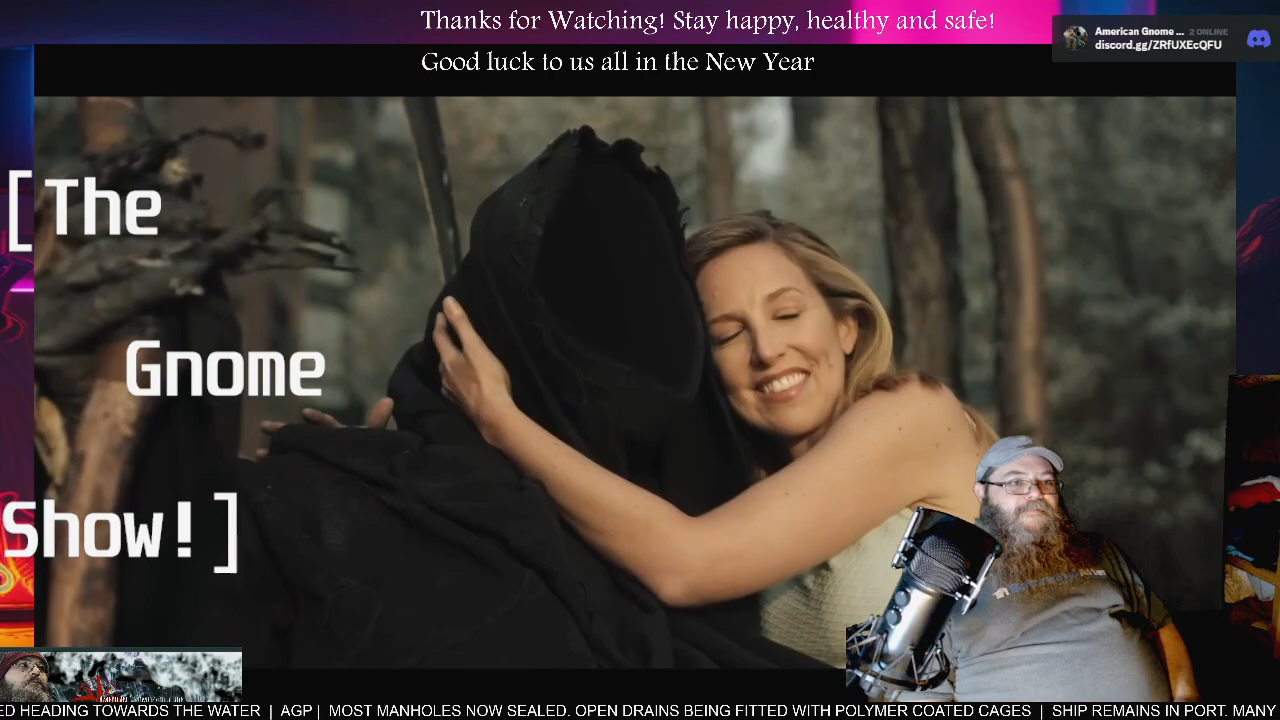 Thanks for Watching! Stay happy, healthy and safe!
Good luck to us all in the New Year
American Gnome ... 2 ONLINE
discord.gg/ZRfUXEcQFU
[The
Gnome
Show!]
ED HEADING TOWARDS THE WATER | AGP | MOST MANHOLES NOW SEALED. OPEN DRAINS BEING FITTED WITH POLYMER COATED CAGES | SHIP REMAINS IN PORT. MANY